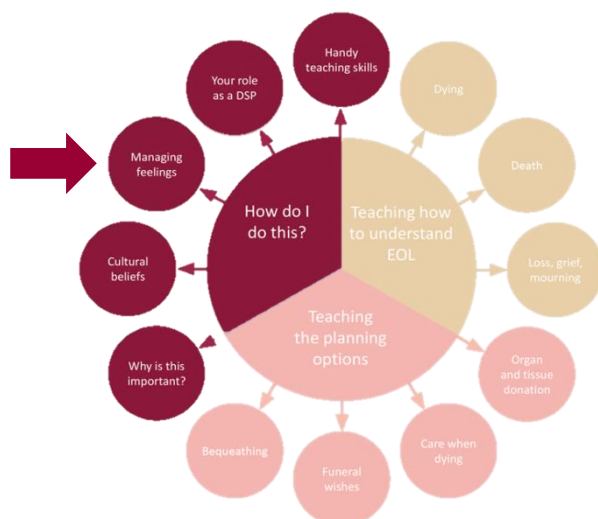 Handy
teaching skills
Your role
as a DSP
Dying
Managing
feelings
Death
How do I
do this?
Teaching how
to understand
EOL
Cultural
beliefs
Loss, grief,
mourning
Teaching
the planning
options
Why is this
important?
Organ
and tissue
donation
Bequeathing
Funeral
wishes
Care when
dying